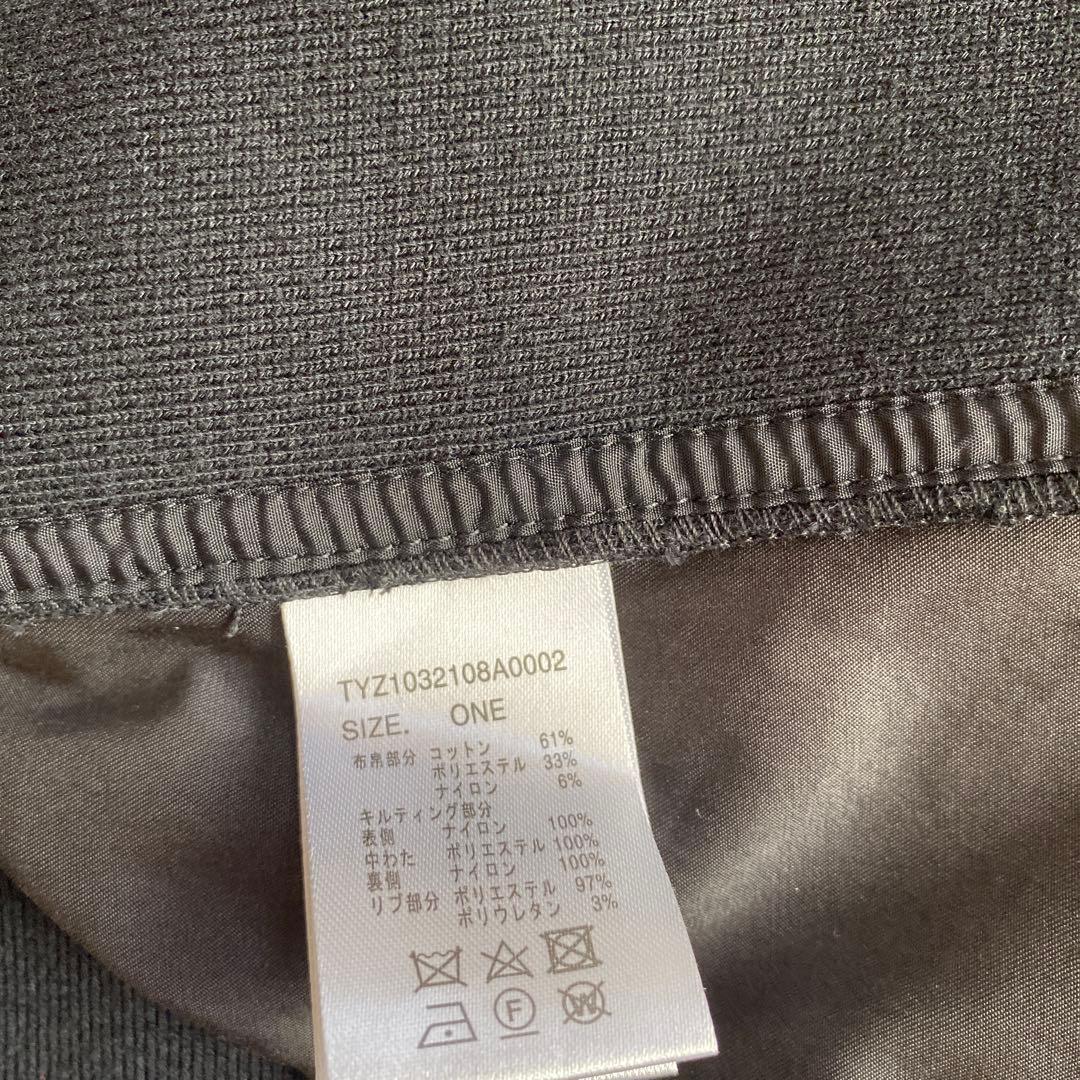 TYZ1032108A0002
SIZE. ONE
布帛部分 コットン 61%
ポリエステル 33%
ナイロン 6%
キルティング部分
表側 ナイロン 100%
中わた ポリエステル 100%
裏側 ナイロン 100%
リブ部分 ポリエステル 97%
ポリウレタン 3%
F W